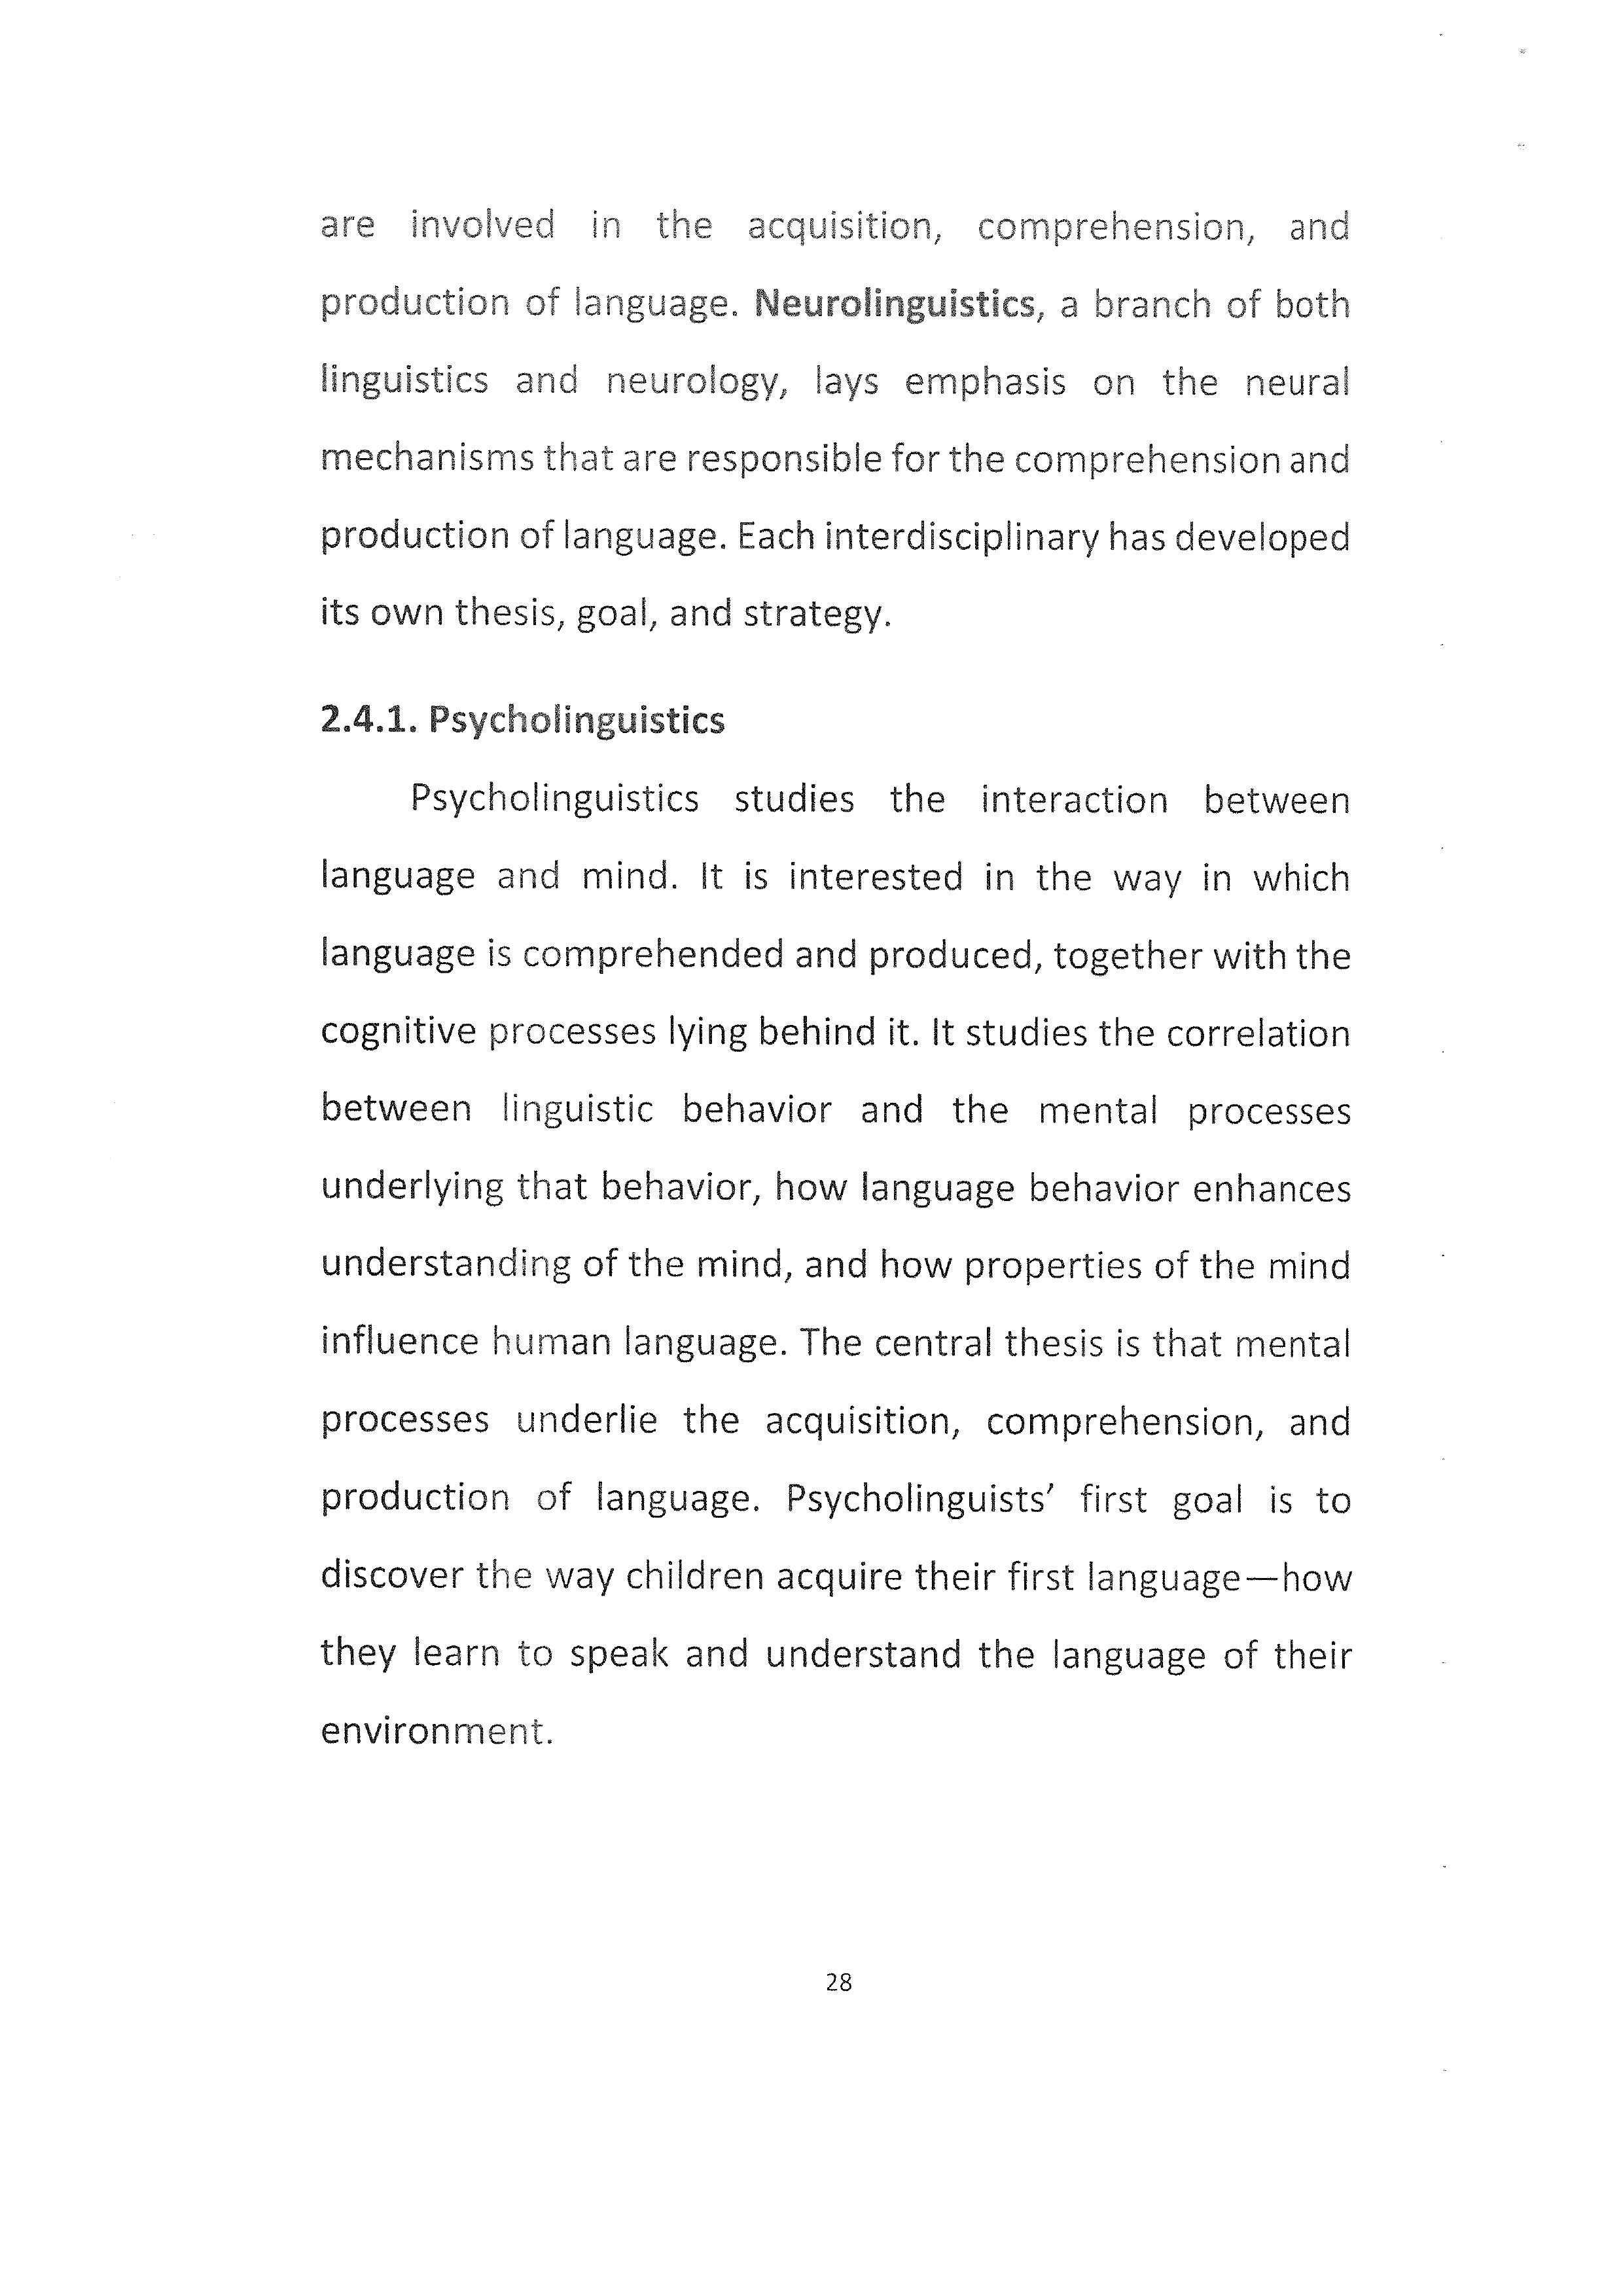 are involved in the acquisition, comprehension, and
production of language. Neurolinguistics, a branch of both
linguistics and neurology, lays emphasis on the neural
mechanisms that are responsible for the comprehension and
production of language. Each interdisciplinary has developed
its own thesis, goal, and strategy.
2.4.1. Psycholinguistics
Psycholinguistics studies the interaction between
language and mind. It is interested in the way in which
language is comprehended and produced, together with the
cognitive processes lying behind it. It studies the correlation
between linguistic behavior and the mental processes
underlying that behavior, how language behavior enhances
understanding of the mind, and how properties of the mind
influence human language. The central thesis is that mental
processes underlie the acquisition, comprehension, and
production of language. Psycholinguists’ first goal is to
discover the way children acquire their first language—how
they learn to speak and understand the language of their
environment.
28